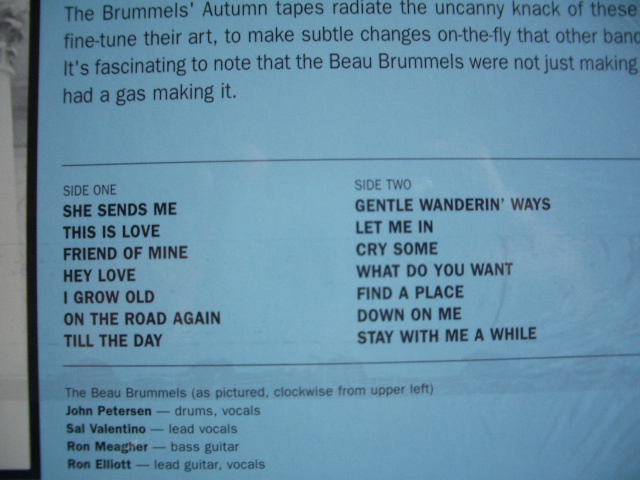 The Brummels' Autumn tapes radiate the uncanny knack of these
fine-tune their art, to make subtle changes on-the-fly that other
It's fascinating to note that the Beau Brummels were not just making
had a gas making it.
SIDE ONE
SHE SENDS ME
THIS IS LOVE
FRIEND OF MINE
HEY LOVE
I GROW OLD
ON THE ROAD AGAIN
TILL THE DAY
SIDE TWO
GENTLE WANDERIN' WAYS
LET ME IN
CRY SOME
WHAT DO YOU WANT
FIND A PLACE
DOWN ON ME
STAY WITH ME A WHILE
The Beau Brummels (as pictured, clockwise from upper left)
John Petersen — drums, vocals
Sal Valentino — lead vocals
Ron Meagher — bass guitar
Ron Elliott — lead guitar, vocals